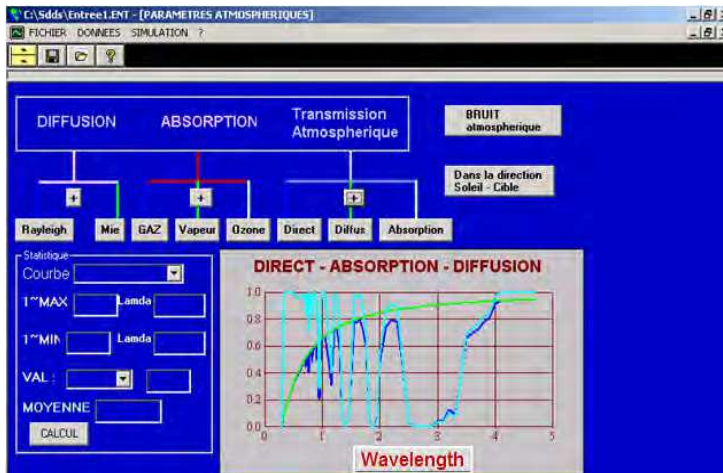 C:\Sdds\Entree1.ENT - [PARAMETRES ATMOSPHERIQUES]
FICHIER DONNEES SIMULATION ?
DIFFUSION ABSORPTION Transmission
Atmospherique
BRUIT
atmospherique
Dans la direction
Soleil - Cible
+ + +
Rayleigh Mie GAZ Vapeur Ozone Direct Diffus Absorption
Statistique
Courbe
1~MAX Lamda
1~MIN Lamda
VAL :
MOYENNE
CALCUL
DIRECT - ABSORPTION - DIFFUSION
1.0
0.8
0.6
0.4
0.2
0.0
0 1 2 3 4 5
Wavelength